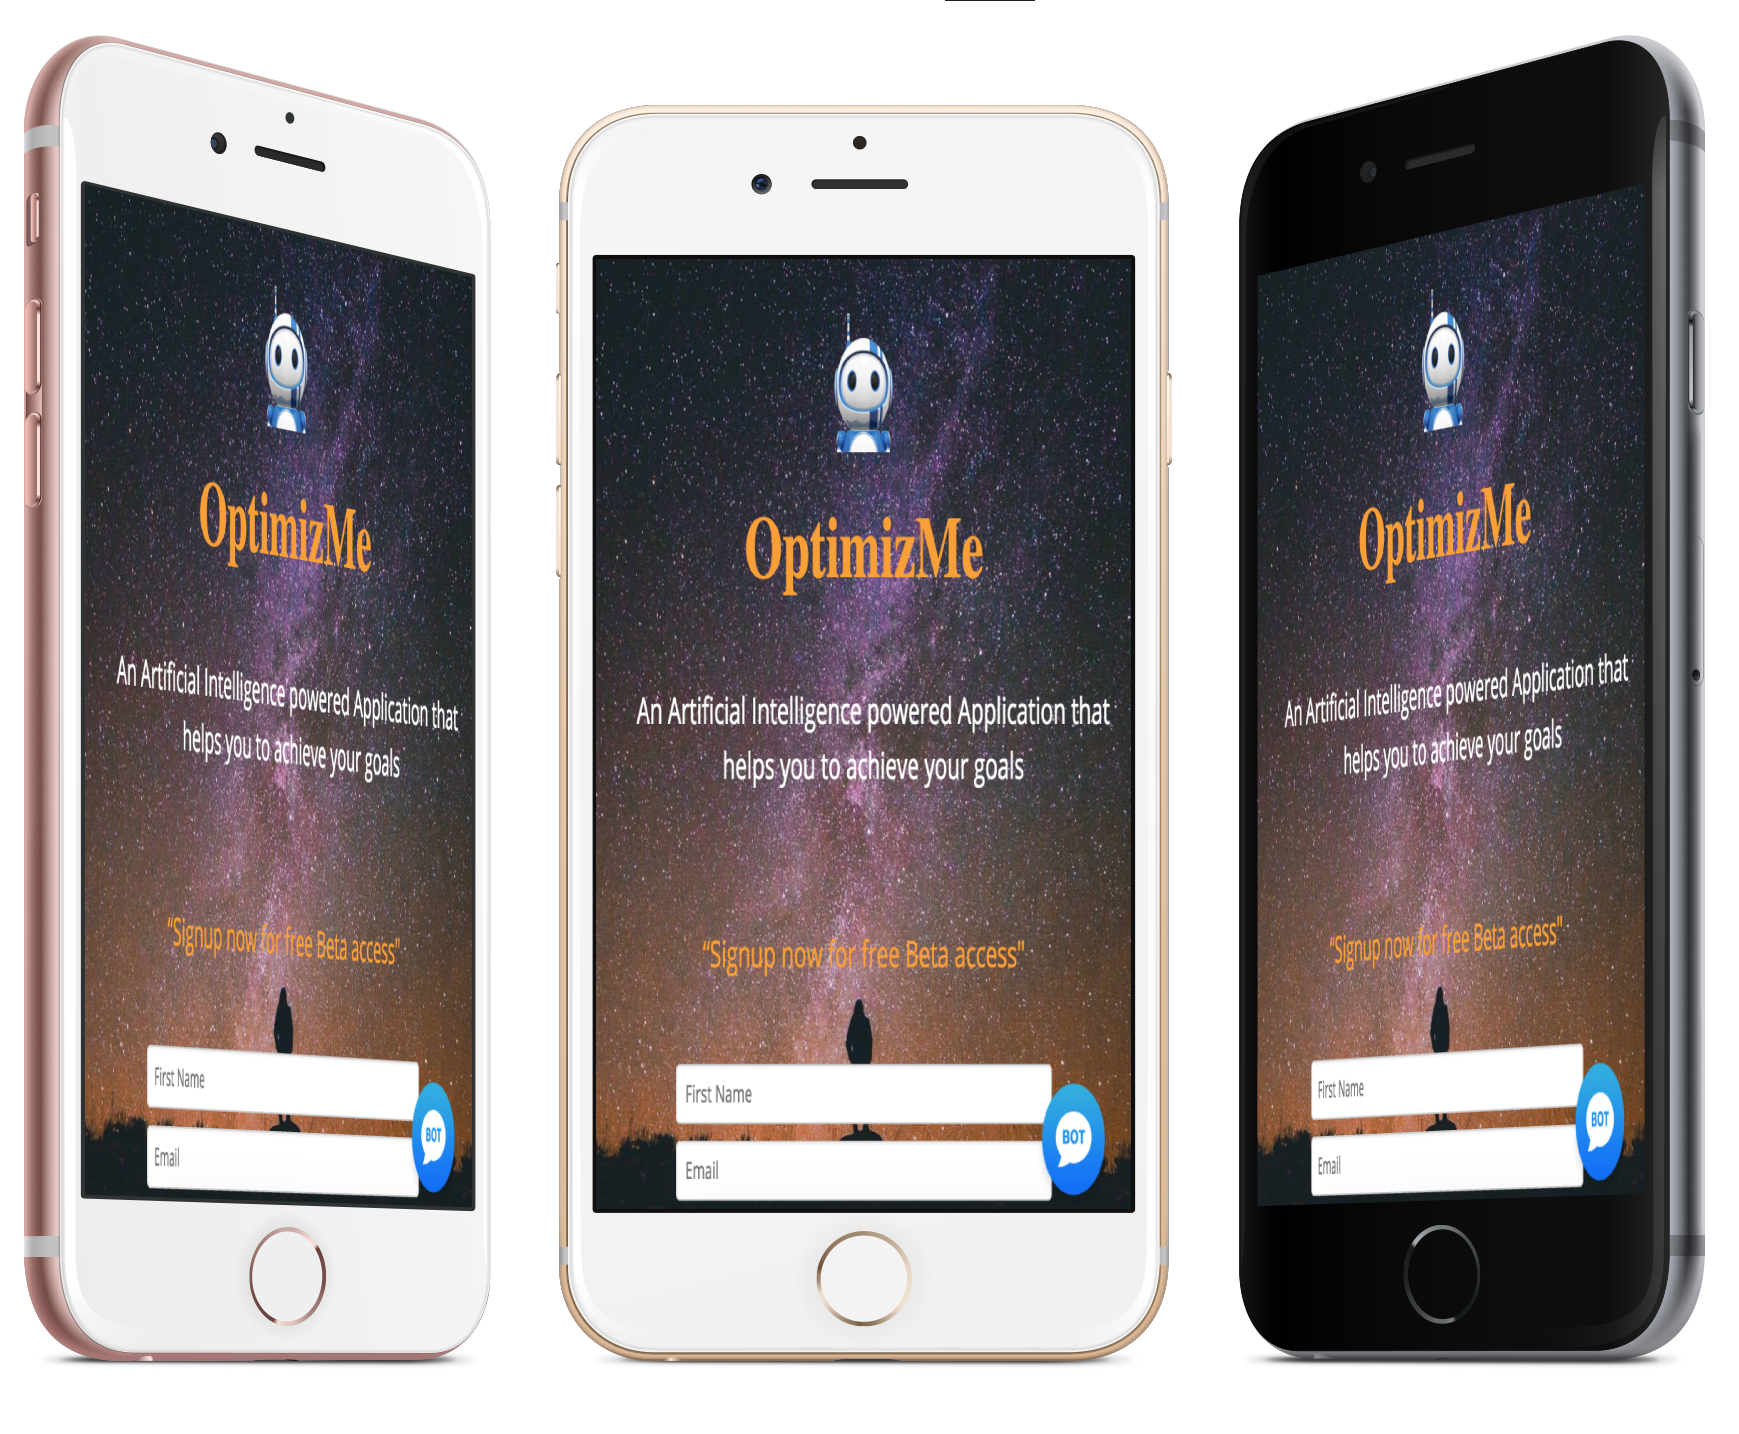 OptimizMe
An Artificial Intelligence powered Application that
helps you to achieve your goals
“Signup now for free Beta access"
First Name
Email
BOT
OptimizMe
An Artificial Intelligence powered Application that
helps you to achieve your goals
“Signup now for free Beta access"
First Name
Email
BOT
OptimizMe
An Artificial Intelligence powered Application that
helps you to achieve your goals
“Signup now for free Beta access"
First Name
Email
BOT